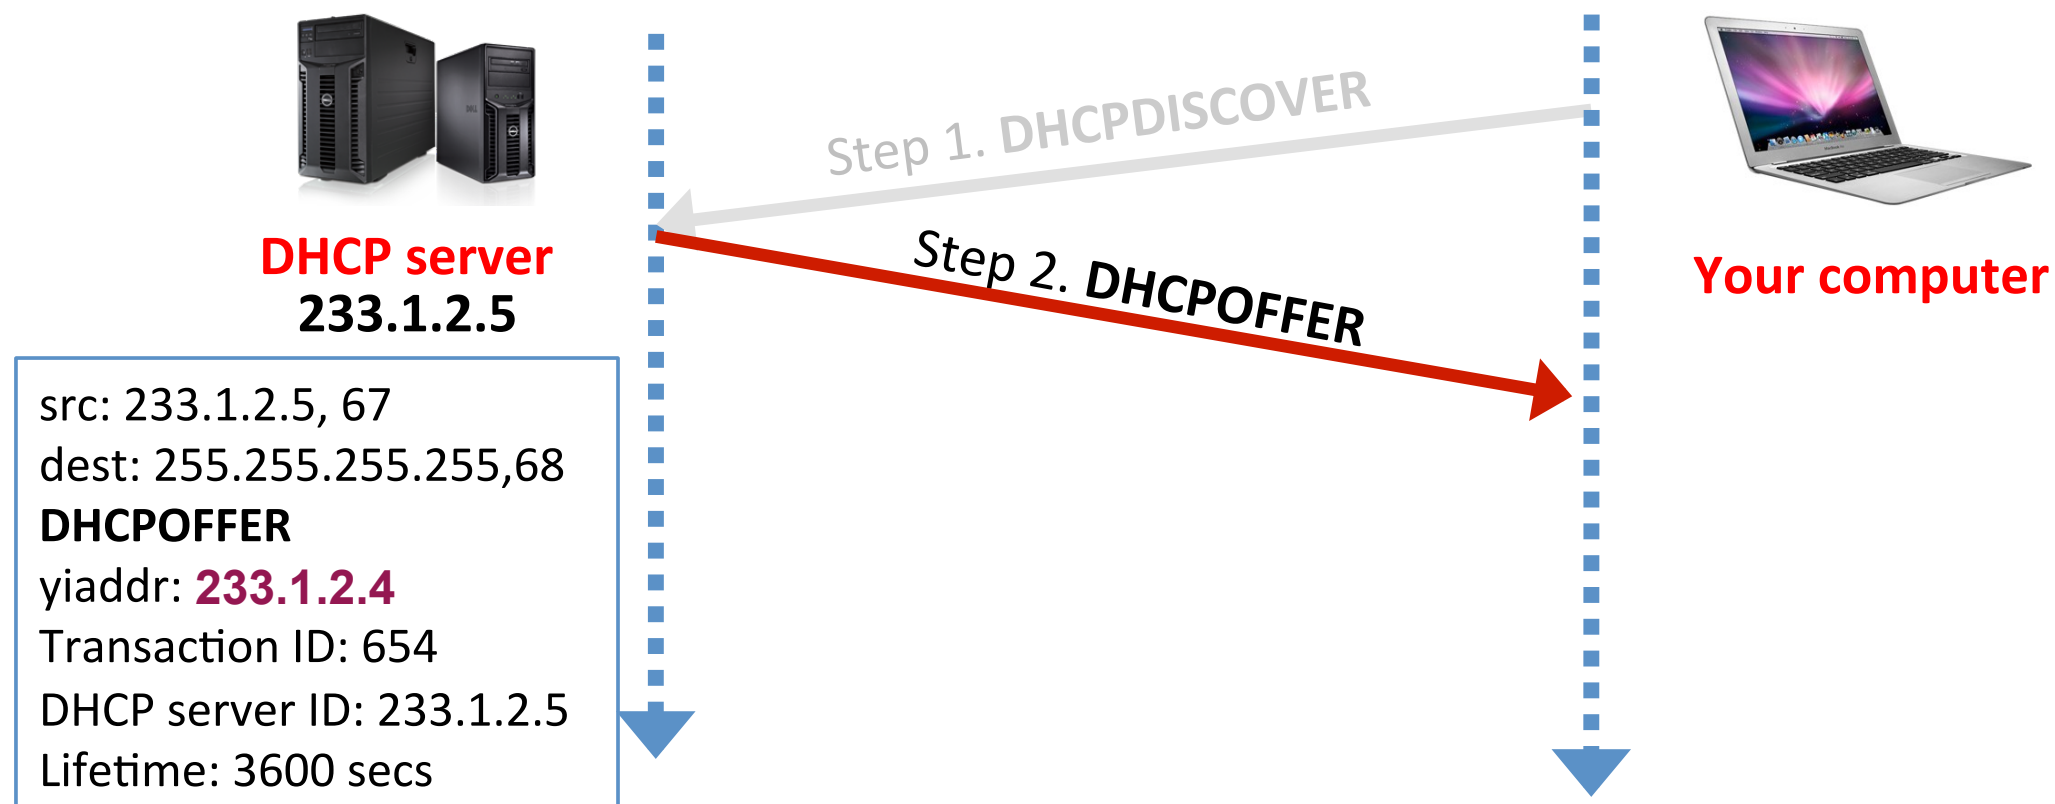 Step 1. DHCPDISCOVER
DHCP server
233.1.2.5
Step 2. DHCPOFFER
Your computer
src: 233.1.2.5, 67
dest: 255.255.255.255,68
DHCPOFFER
yiaddr: 233.1.2.4
Transaction ID: 654
DHCP server ID: 233.1.2.5
Lifetime: 3600 secs